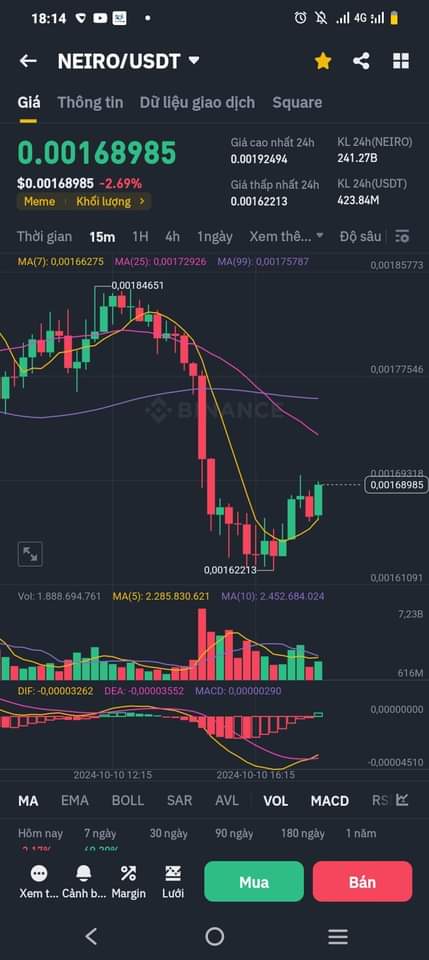 18:14 4G
NEIRO/USDT
Giá Thông tin Dữ liệu giao dịch Square
0.00168985
$0.00168985 -2.69%
Meme Khối lượng
Giá cao nhất 24h KL 24h(NEIRO)
0.00192494 241.27B
Giá thấp nhất 24h KL 24h(USDT)
0.00162213 423.84M
Thời gian 15m 1H 4h 1ngày Xem thê... Độ sâu
MA(7): 0,00166275 MA(25): 0,00172926 MA(99): 0,00175787
0,00185773
0,00184651
0,00177546
BINANCE
0,00169318
0,00168985
0,00162213
0,00161091
Vol: 1.888.694.761 MA(5): 2.285.830.621 MA(10): 2.452.684.024
7,23B
616M
DIF: -0,00003262 DEA: -0,00003552 MACD: 0,00000290
0,00000000
-0,00004510
2024-10-10 12:15 2024-10-10 16:15
MA EMA BOLL SAR AVL VOL MACD RS
Hôm nay 7 ngày 30 ngày 90 ngày 180 ngày 1 năm
Xem t... Cảnh b... Margin Lưới
Mua Bán